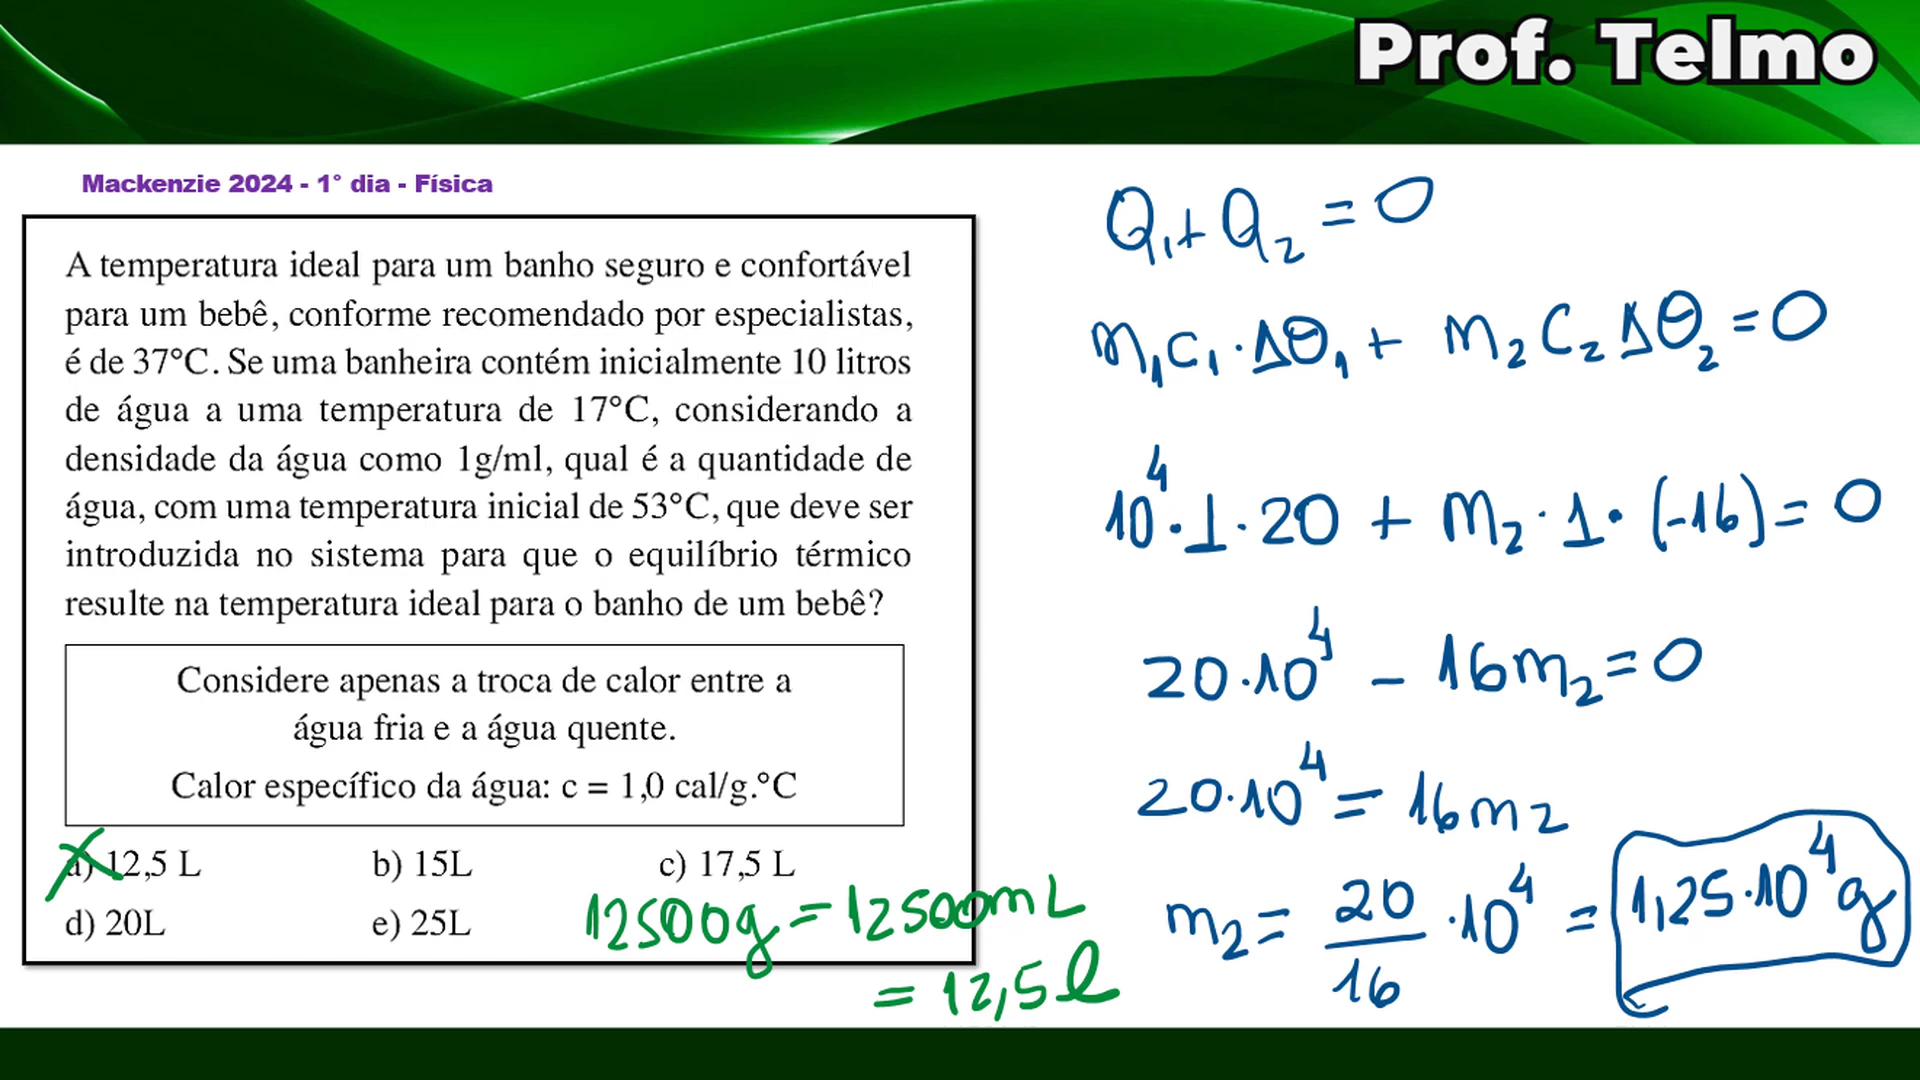 Prof. Telmo
Mackenzie 2024 - 1° dia - Física
A temperatura ideal para um banho seguro e confortável
para um bebê, conforme recomendado por especialistas,
é de 37°C. Se uma banheira contém inicialmente 10 litros
de água a uma temperatura de 17°C, considerando a
densidade da água como 1g/ml, qual é a quantidade de
água, com uma temperatura inicial de 53°C, que deve ser
introduzida no sistema para que o equilíbrio térmico
resulte na temperatura ideal para o banho de um bebê?
Considere apenas a troca de calor entre a
água fria e a água quente.
Calor específico da água: c = 1,0 cal/g.°C
a) 12,5 L b) 15L c) 17,5 L
d) 20L e) 25L
12500g = 12500mL
= 12,5 l
Q₁ + Q₂ = 0
m₁c₁·Δθ₁ + m₂c₂Δθ₂ = 0
10⁴·1·20 + m₂·1·(-16) = 0
20·10⁴ - 16m₂ = 0
20·10⁴ = 16m2
m₂ = 20/16 ·10⁴ = 1,25·10⁴g